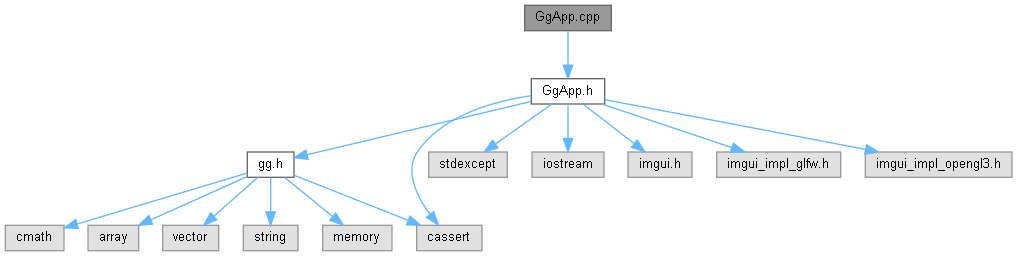 GgApp.cpp
GgApp.h
gg.h
stdexcept
iostream
imgui.h
imgui_impl_glfw.h
imgui_impl_opengl3.h
cmath
array
vector
string
memory
cassert